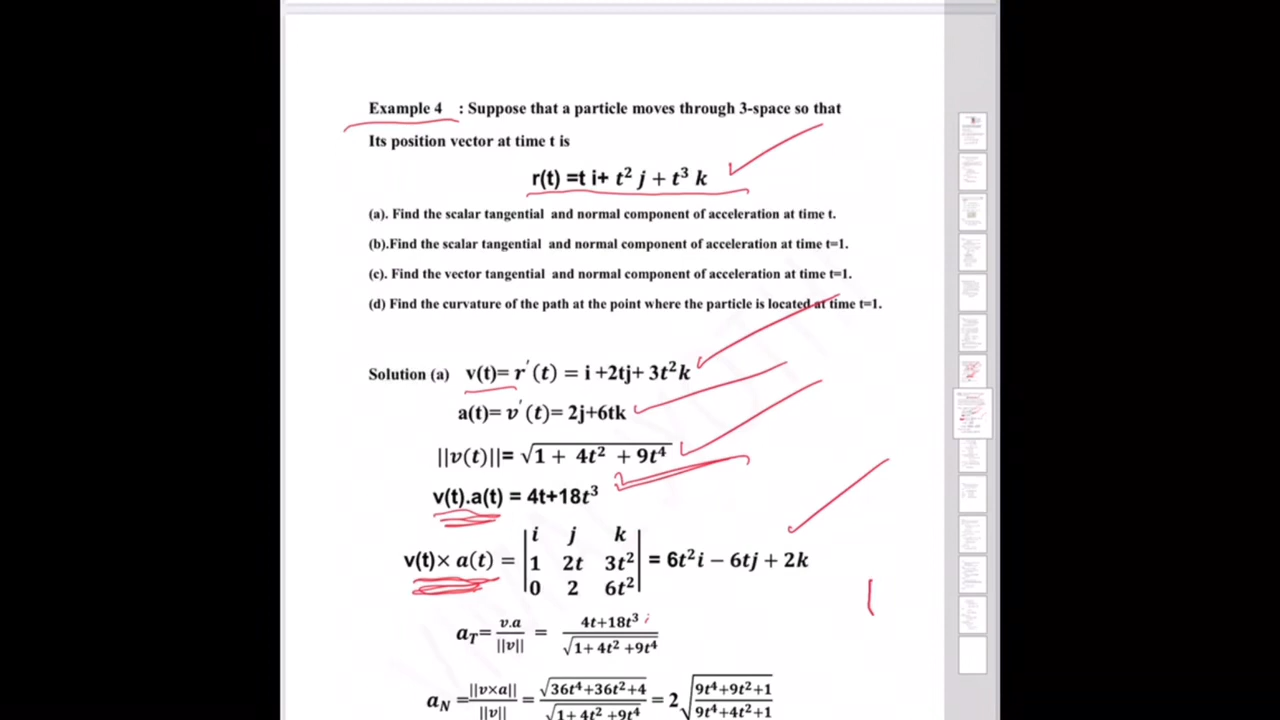 Example 4 : Suppose that a particle moves through 3-space so that
Its position vector at time t is
r(t) =t i+ t² j + t³ k
(a). Find the scalar tangential and normal component of acceleration at time t.
(b).Find the scalar tangential and normal component of acceleration at time t=1.
(c). Find the vector tangential and normal component of acceleration at time t=1.
(d) Find the curvature of the path at the point where the particle is located at time t=1.
Solution (a) v(t)= r′(t) = i +2tj+ 3t²k
a(t)= v′(t)= 2j+6tk
||v(t)||= √(1 + 4t² + 9t⁴)
v(t).a(t) = 4t+18t³
v(t)× a(t) = |i j k; 1 2t 3t²; 0 2 6t²| = 6t²i − 6tj + 2k
a_T= v.a/||v|| = (4t+18t³)/√(1+ 4t² +9t⁴)
a_N =||v×a||/||v|| = √(36t⁴+36t²+4)/√(1+ 4t² +9t⁴) = 2√((9t⁴+9t²+1)/(9t⁴+4t²+1))